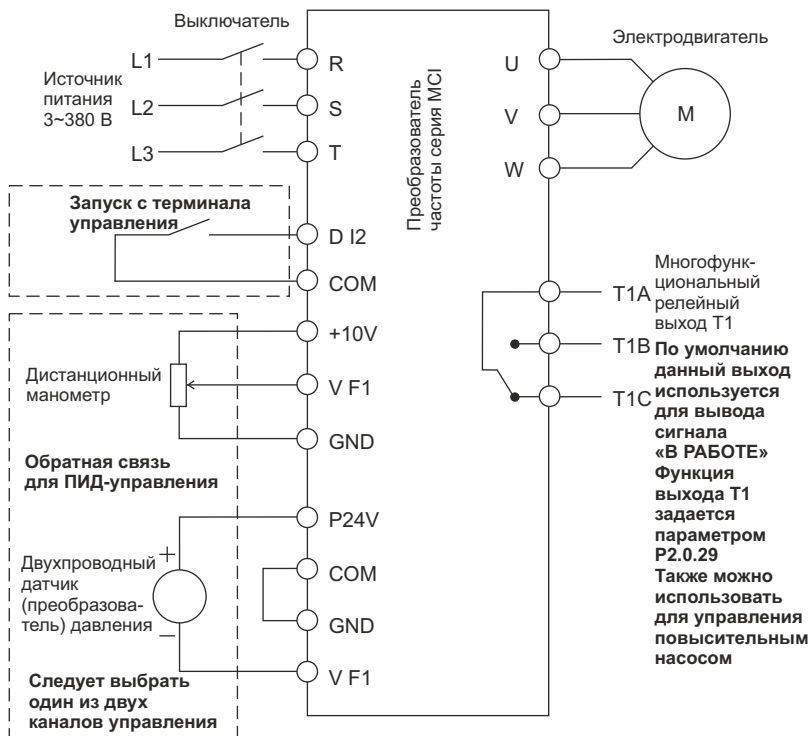 Выключатель
L1
L2
L3
Источник
питания
3~380 В
R
S
T
Преобразователь
частоты серия MCI
U
V
W
Электродвигатель
M
Запуск с терминала
управления
D I2
COM
+10V
V F1
GND
Дистанционный
манометр
Обратная связь
для ПИД-управления
P24V
COM
GND
V F1
Двухпроводный
датчик
(преобразова-
тель) давления
+
−
Следует выбрать
один из двух
каналов управления
T1A
T1B
T1C
Многофунк-
циональный
релейный
выход T1
По умолчанию
данный выход
используется
для вывода
сигнала
«В РАБОТЕ»
Функция
выхода T1
задается
параметром
P2.0.29
Также можно
использовать
для управления
повысительным
насосом